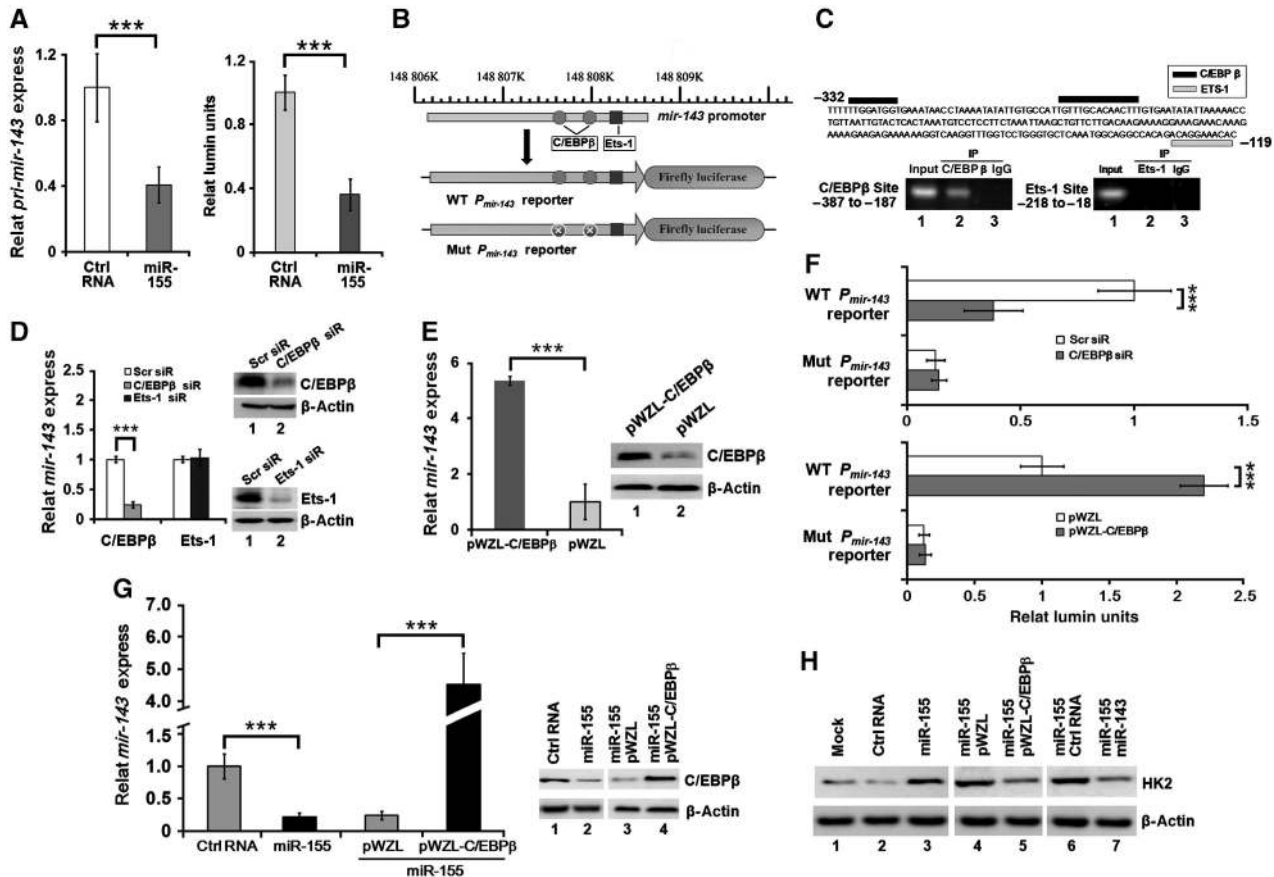 A
***
Relat pri-mir-143 express
1.2
0.8
0.4
0
Ctrl RNA
miR-155
***
Relat lumin units
1.2
1.0
0.8
0.6
0.4
0.2
0
Ctrl RNA
miR-155
B
148 806K 148 807K 148 808K 148 809K
mir-143 promoter
C/EBPβ Ets-1
Firefly luciferase
WT Pmir-143 reporter
Firefly luciferase
Mut Pmir-143 reporter
C
C/EBP β
ETS-1
–332
TTTTTTGGATGGTGAAATAACCTAAAATATATTGTGCCATTGTTTGCACAACTTTGTGAATATATTAAAAACC
TGTTAATTGTACTCACTAAATGTCCTCCTTCTAAATTAAGCTGTTCTTGACAAGAAAAGGAAAGAAACAAAG
AAAAGAAGAGAAAAAAGGTCAAGGTTTGGTCCTGGGTGCTCAAATGGCAGGCCACAGACAGGAAACAC
–119
IP
Input C/EBP β IgG
C/EBPβ Site
–387 to –187
1 2 3
IP
Input Ets-1 IgG
Ets-1 Site
–218 to –18
1 2 3
D
Relat mir-143 express
2.5
2
1.5
1
0.5
0
Scr siR
C/EBPβ siR
Ets-1 siR
***
C/EBPβ Ets-1
Scr siR
C/EBPβ siR
C/EBPβ
β-Actin
1 2
Scr siR
Ets-1 siR
Ets-1
β-Actin
1 2
E
Relat mir-143 express
6
4
2
0
***
pWZL-C/EBPβ pWZL
pWZL-C/EBPβ
pWZL
C/EBPβ
β-Actin
1 2
F
WT Pmir-143
reporter
Mut Pmir-143
reporter
***
Scr siR
C/EBPβ siR
0 0.5 1 1.5
WT Pmir-143
reporter
Mut Pmir-143
reporter
***
pWZL
pWZL-C/EBPβ
0 1 2 2.5
Relat lumin units
G
Relat mir-143 express
7.0
6.0
5.0
4.0
1.5
1.0
0.5
0
***
***
Ctrl RNA miR-155 pWZL pWZL-C/EBPβ
miR-155
Ctrl RNA
miR-155
miR-155
pWZL
miR-155
pWZL-C/EBPβ
C/EBPβ
β-Actin
1 2 3 4
H
Mock
Ctrl RNA
miR-155
miR-155
pWZL
miR-155
pWZL-C/EBPβ
miR-155
Ctrl RNA
miR-155
miR-143
HK2
β-Actin
1 2 3 4 5 6 7